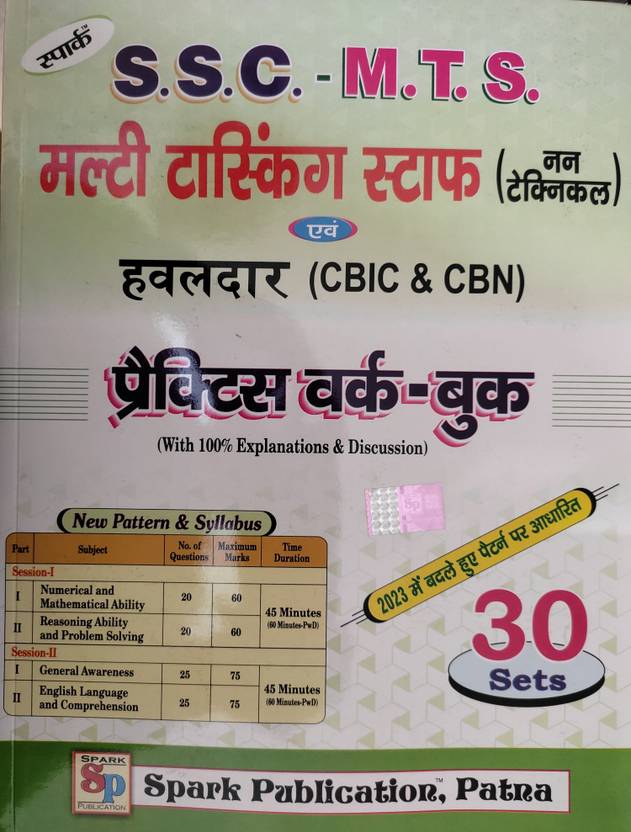 स्पार्क™
S.S.C. - M.T.S.
मल्टी टास्किंग स्टाफ (नन टेक्निकल)
एवं
हवलदार (CBIC & CBN)
प्रैक्टिस वर्क-बुक
(With 100% Explanations & Discussion)
New Pattern & Syllabus
Part Subject No. of Questions Maximum Marks Time Duration
Session-I
I Numerical and Mathematical Ability 20 60 45 Minutes (60 Minutes-PwD)
II Reasoning Ability and Problem Solving 20 60
Session-II
I General Awareness 25 75 45 Minutes (60 Minutes-PwD)
II English Language and Comprehension 25 75
2023 में बदले हुए पैटर्न पर आधारित
30
Sets
SPARK
SP
PUBLICATION
Spark Publication™, Patna